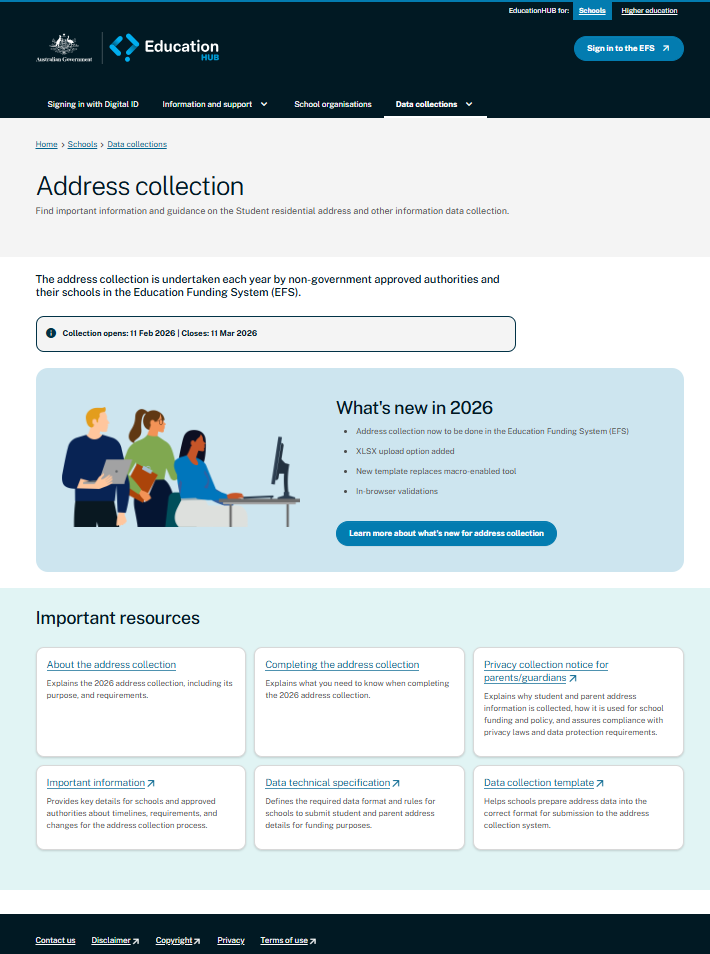 EducationHUB for: Schools Higher education
Australian Government
Education
HUB
Sign in to the EFS
Signing in with Digital ID Information and support School organisations Data collections
Home > Schools > Data collections
Address collection
Find important information and guidance on the Student residential address and other information data collection.
The address collection is undertaken each year by non-government approved authorities and
their schools in the Education Funding System (EFS).
Collection opens: 11 Feb 2026 | Closes: 11 Mar 2026
What's new in 2026
• Address collection now to be done in the Education Funding System (EFS)
• XLSX upload option added
• New template replaces macro-enabled tool
• In-browser validations
Learn more about what's new for address collection
Important resources
About the address collection
Explains the 2026 address collection, including its
purpose, and requirements.
Completing the address collection
Explains what you need to know when completing
the 2026 address collection.
Privacy collection notice for
parents/guardians
Explains why student and parent address
information is collected, how it is used for school
funding and policy, and assures compliance with
privacy laws and data protection requirements.
Important information
Provides key details for schools and approved
authorities about timelines, requirements, and
changes for the address collection process.
Data technical specification
Defines the required data format and rules for
schools to submit student and parent address
details for funding purposes.
Data collection template
Helps schools prepare address data into the
correct format for submission to the address
collection system.
Contact us Disclaimer Copyright Privacy Terms of use